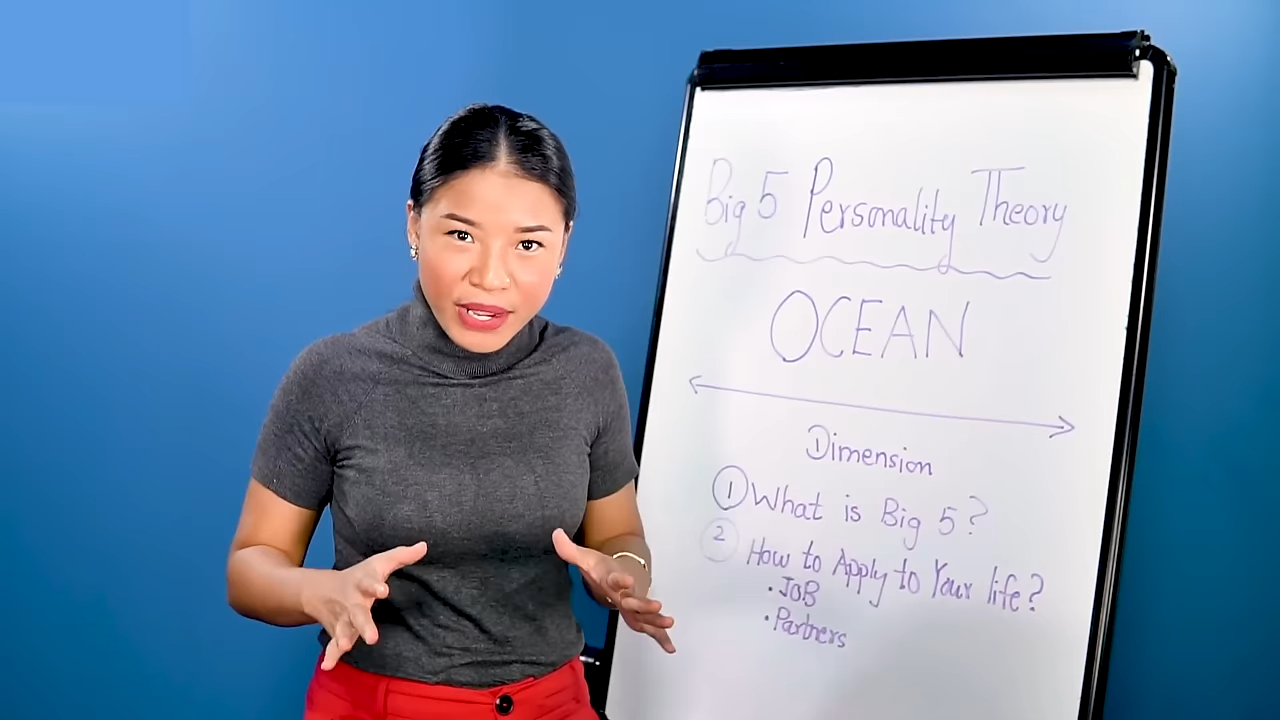 Big 5 Personality Theory
OCEAN
Dimension
① What is Big 5?
② How to Apply to Your life?
• JOB
• Partners